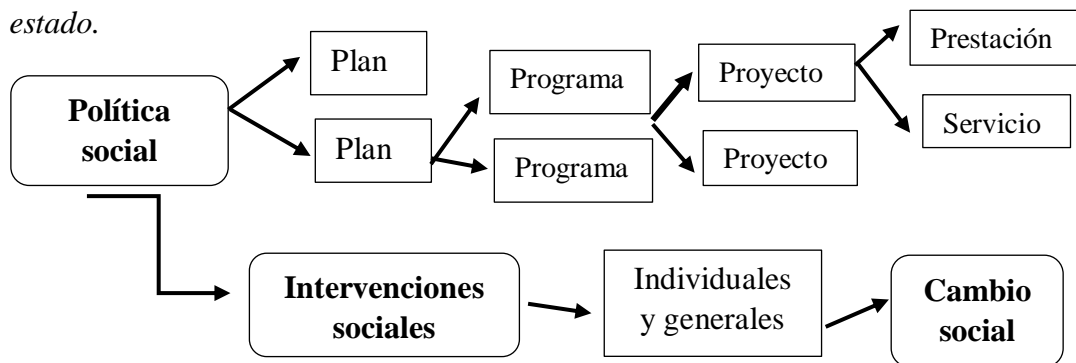 estado.
Política
social
Plan
Plan
Programa
Programa
Proyecto
Proyecto
Prestación
Servicio
Intervenciones
sociales
Individuales
y generales
Cambio
social